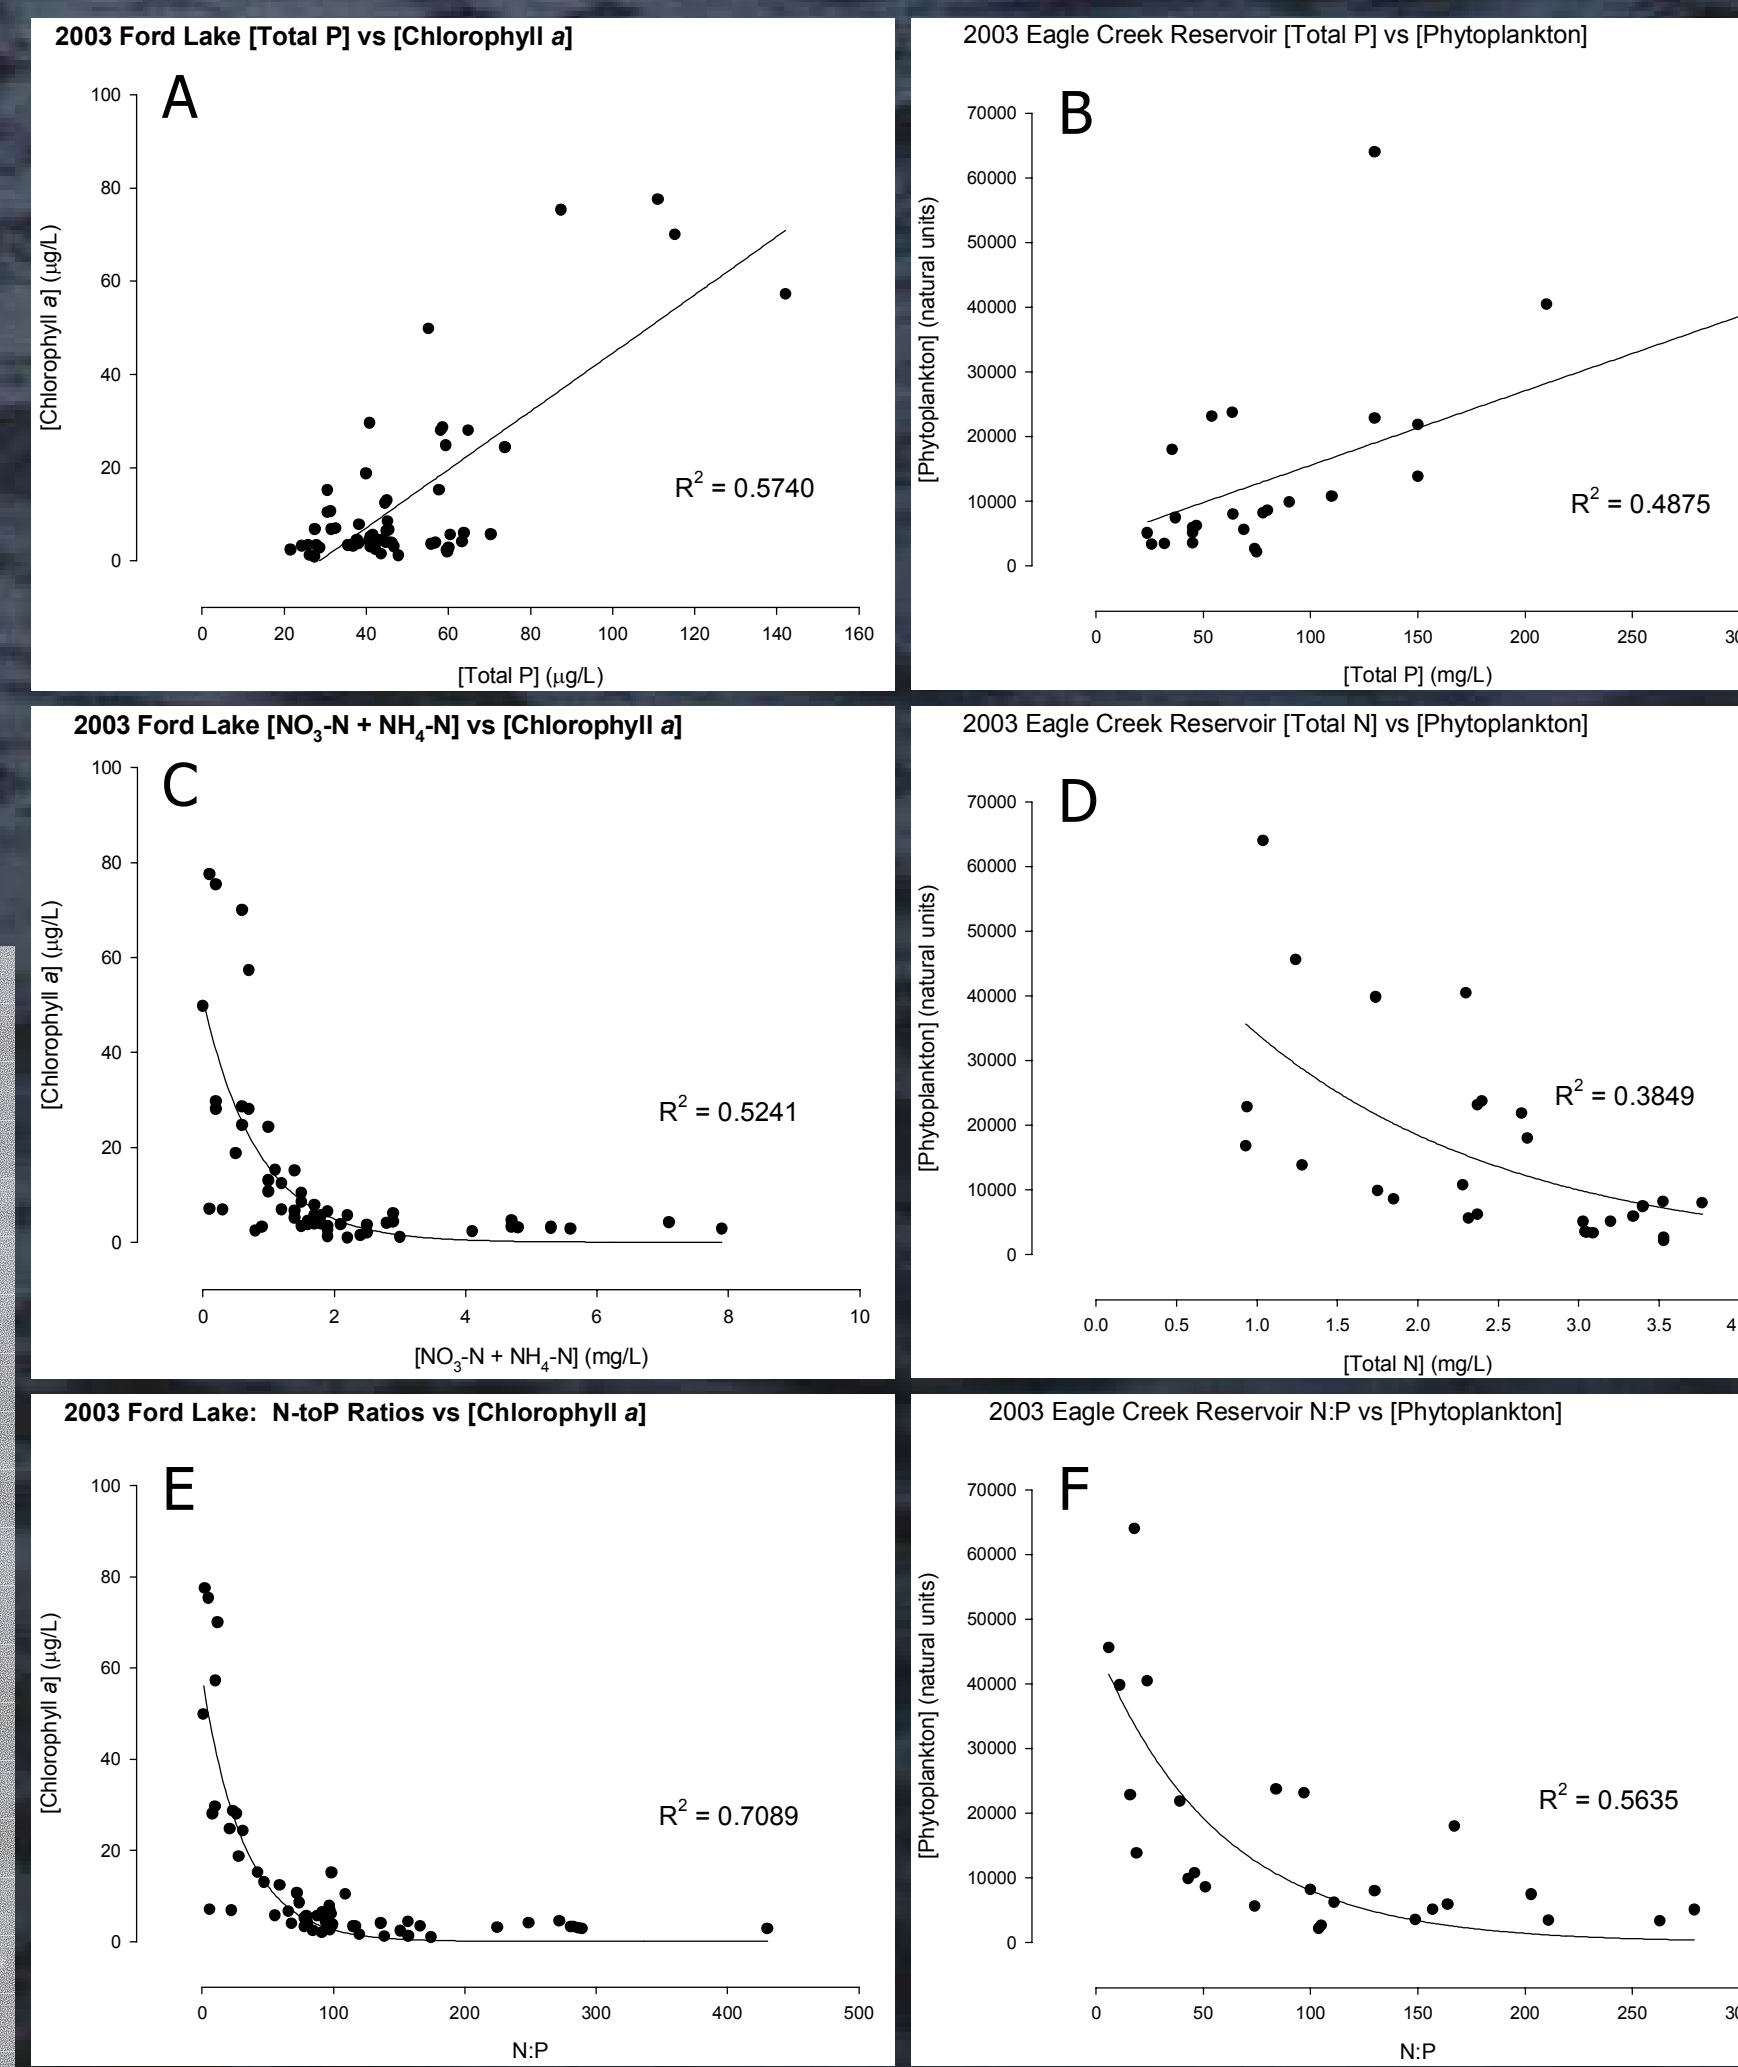 2003 Ford Lake [Total P] vs [Chlorophyll a]
A
100
80
60
40
20
0
[Chlorophyll a] (µg/L)
R² = 0.5740
0 20 40 60 80 100 120 140 160
[Total P] (µg/L)
2003 Eagle Creek Reservoir [Total P] vs [Phytoplankton]
B
70000
60000
50000
40000
30000
20000
10000
0
[Phytoplankton] (natural units)
R² = 0.4875
0 50 100 150 200 250
[Total P] (mg/L)
2003 Ford Lake [NO₃-N + NH₄-N] vs [Chlorophyll a]
C
100
80
60
40
20
0
[Chlorophyll a] (µg/L)
R² = 0.5241
0 2 4 6 8 10
[NO₃-N + NH₄-N] (mg/L)
2003 Eagle Creek Reservoir [Total N] vs [Phytoplankton]
D
70000
60000
50000
40000
30000
20000
10000
0
[Phytoplankton] (natural units)
R² = 0.3849
0.0 0.5 1.0 1.5 2.0 2.5 3.0 3.5
[Total N] (mg/L)
2003 Ford Lake: N-toP Ratios vs [Chlorophyll a]
E
100
80
60
40
20
0
[Chlorophyll a] (µg/L)
R² = 0.7089
0 100 200 300 400 500
N:P
2003 Eagle Creek Reservoir N:P vs [Phytoplankton]
F
70000
60000
50000
40000
30000
20000
10000
0
[Phytoplankton] (natural units)
R² = 0.5635
0 50 100 150 200 250
N:P